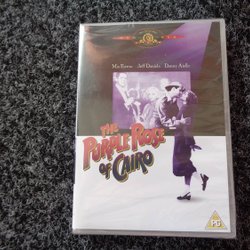 Mia Farrow Jeff Daniels Danny Aiello
THE
PURPLE ROSE
OF CAIRO
PG